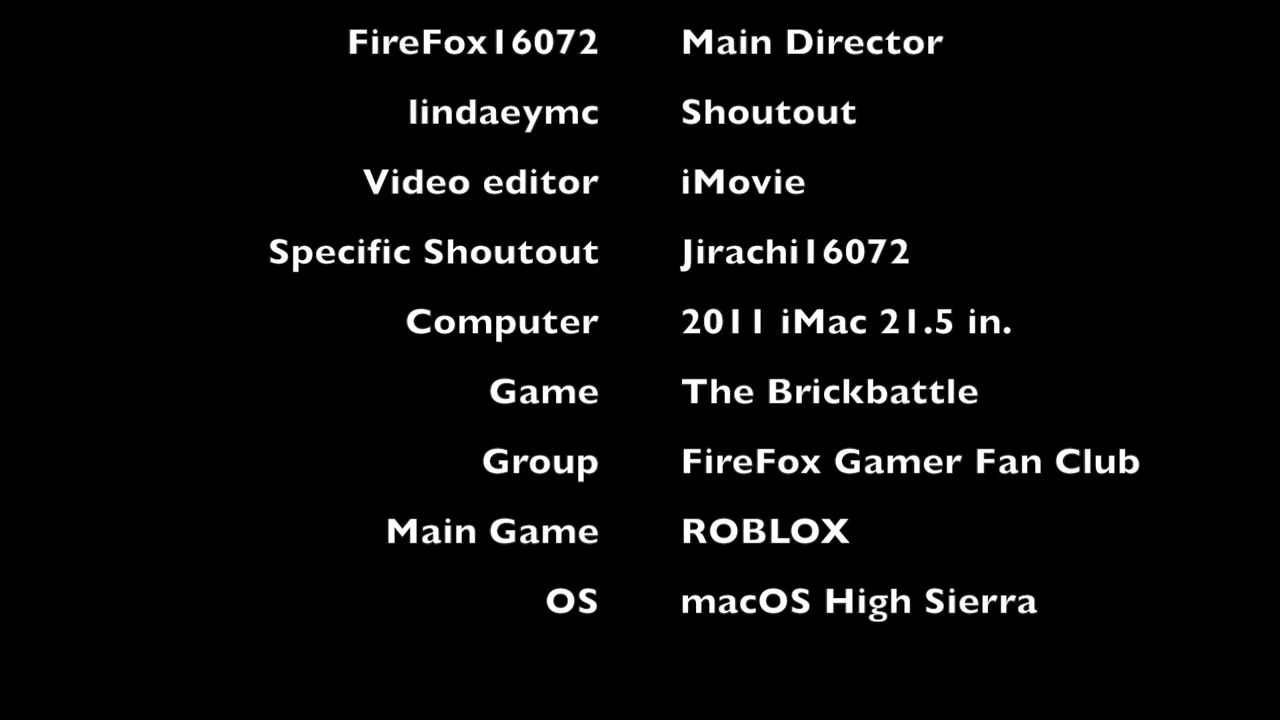 FireFox16072 Main Director
lindaeymc Shoutout
Video editor iMovie
Specific Shoutout Jirachi16072
Computer 2011 iMac 21.5 in.
Game The Brickbattle
Group FireFox Gamer Fan Club
Main Game ROBLOX
OS macOS High Sierra